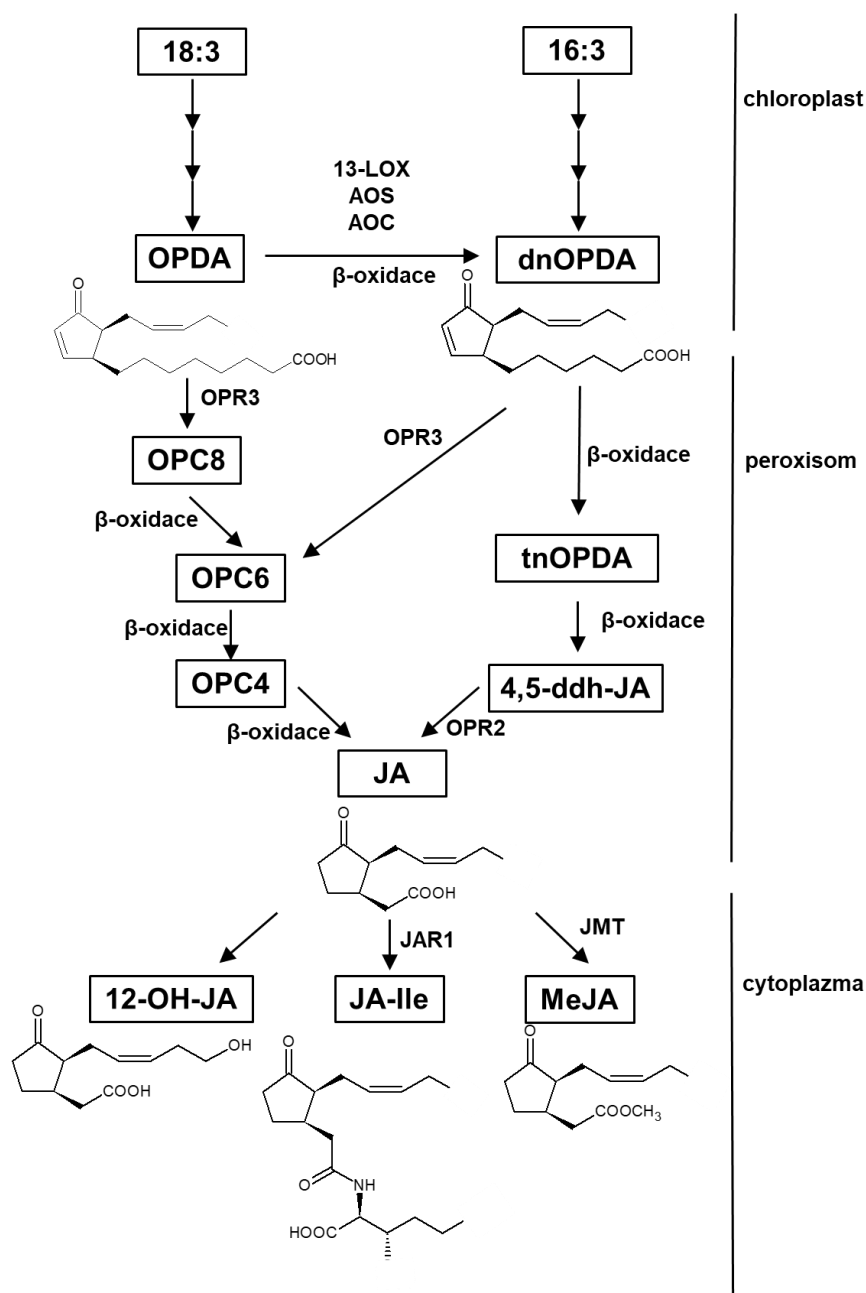 18:3
16:3
chloroplast
13-LOX
AOS
AOC
OPDA
dnOPDA
β-oxidace
O
O
COOH
COOH
OPR3
OPR3
OPC8
β-oxidace
peroxisom
β-oxidace
tnOPDA
OPC6
β-oxidace
β-oxidace
OPC4
4,5-ddh-JA
β-oxidace
OPR2
JA
O
COOH
JAR1
JMT
12-OH-JA
JA-Ile
MeJA
cytoplazma
O
OH
COOH
O
O
NH
HOOC
O
COOCH₃